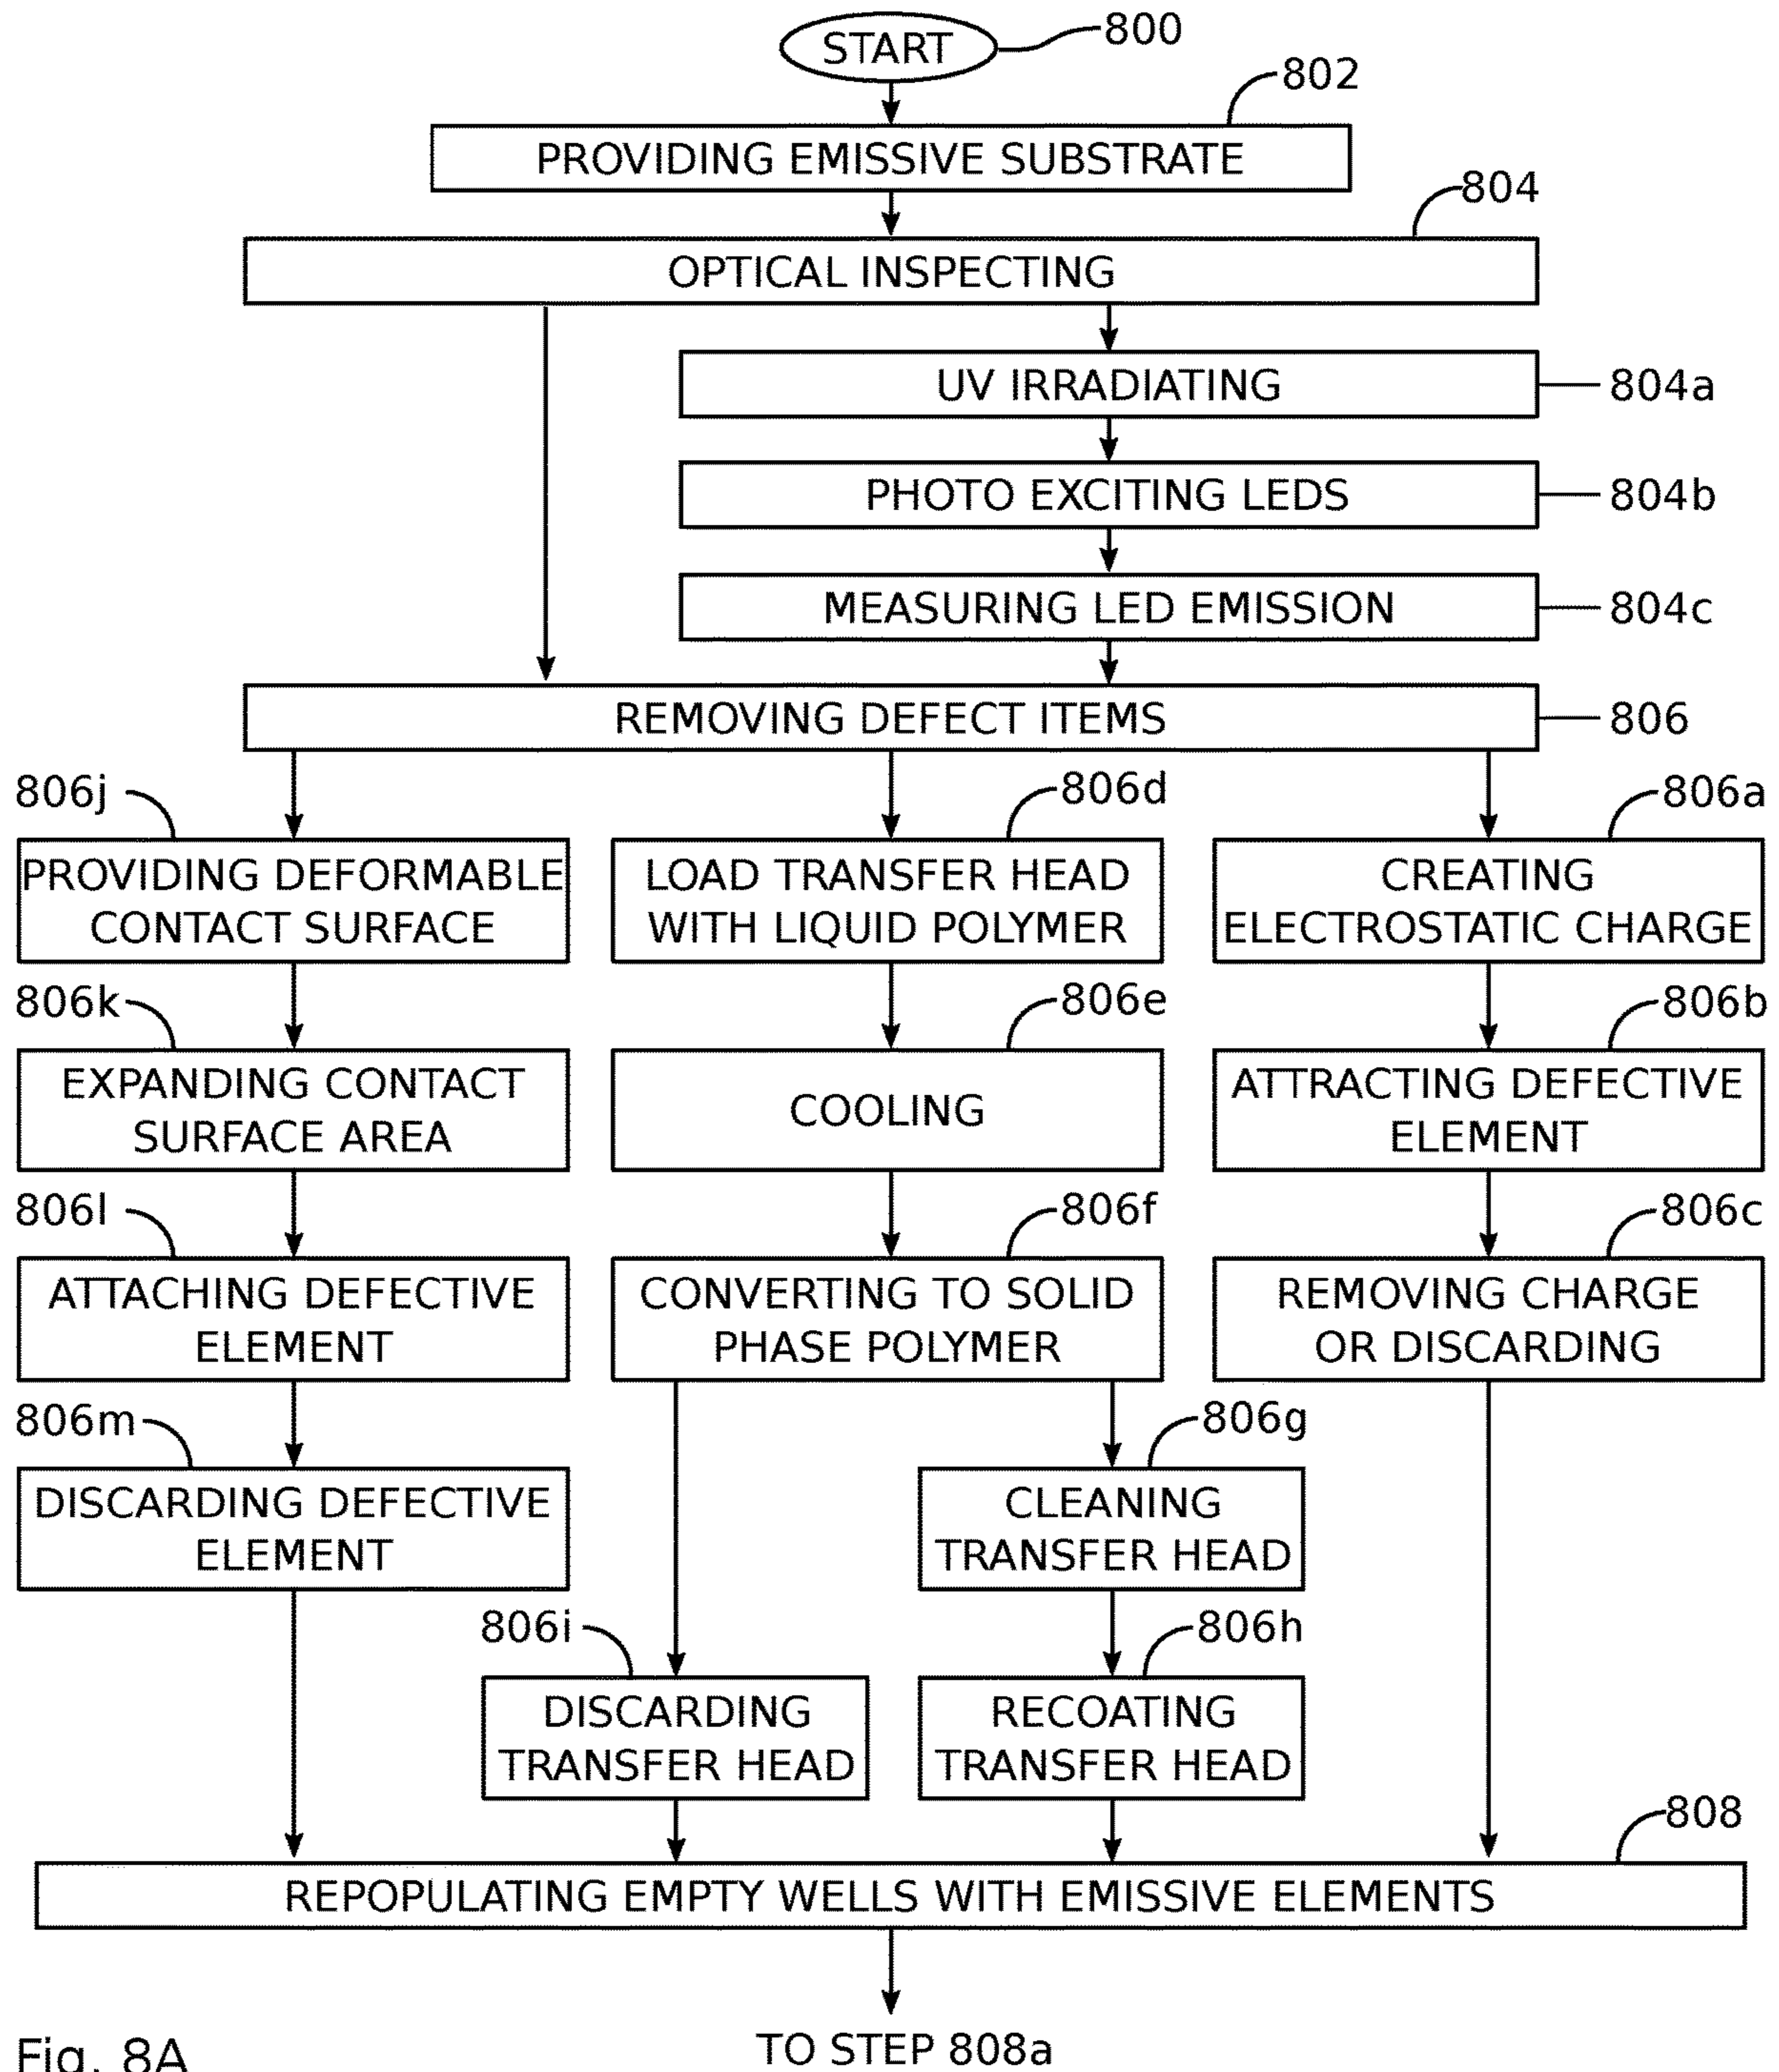 START
800
802
PROVIDING EMISSIVE SUBSTRATE
804
OPTICAL INSPECTING
UV IRRADIATING
804a
PHOTO EXCITING LEDS
804b
MEASURING LED EMISSION
804c
REMOVING DEFECT ITEMS
806
806j
806d
806a
PROVIDING DEFORMABLE
CONTACT SURFACE
LOAD TRANSFER HEAD
WITH LIQUID POLYMER
CREATING
ELECTROSTATIC CHARGE
806k
806e
806b
EXPANDING CONTACT
SURFACE AREA
COOLING
ATTRACTING DEFECTIVE
ELEMENT
806l
806f
806c
ATTACHING DEFECTIVE
ELEMENT
CONVERTING TO SOLID
PHASE POLYMER
REMOVING CHARGE
OR DISCARDING
806m
806g
DISCARDING DEFECTIVE
ELEMENT
CLEANING
TRANSFER HEAD
806i
806h
DISCARDING
TRANSFER HEAD
RECOATING
TRANSFER HEAD
808
REPOPULATING EMPTY WELLS WITH EMISSIVE ELEMENTS
TO STEP 808a
Fig. 8A